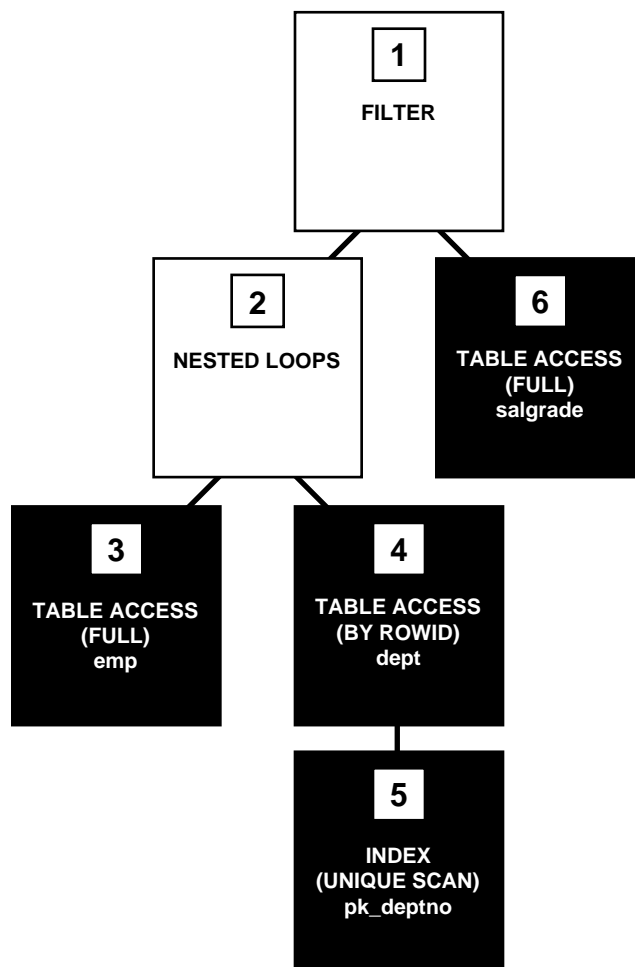 1
FILTER
2
NESTED LOOPS
6
TABLE ACCESS
(FULL)
salgrade
3
TABLE ACCESS
(FULL)
emp
4
TABLE ACCESS
(BY ROWID)
dept
5
INDEX
(UNIQUE SCAN)
pk_deptno